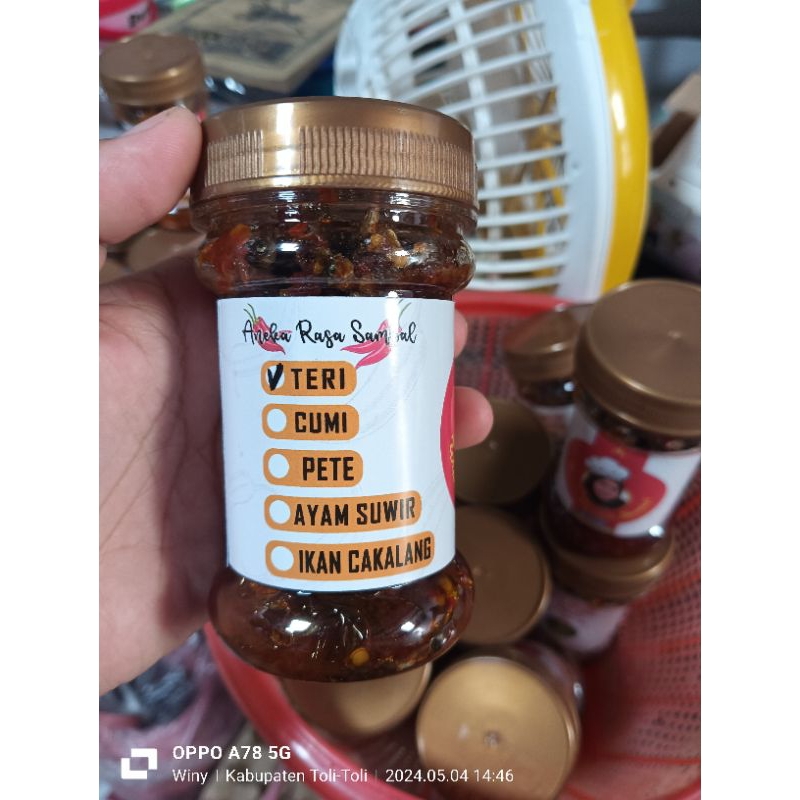 Aneka Rasa Sambal
TERI
CUMI
PETE
AYAM SUWIR
IKAN CAKALANG
OPPO A78 5G
Winy | Kabupaten Toli-Toli | 2024.05.04 14:46